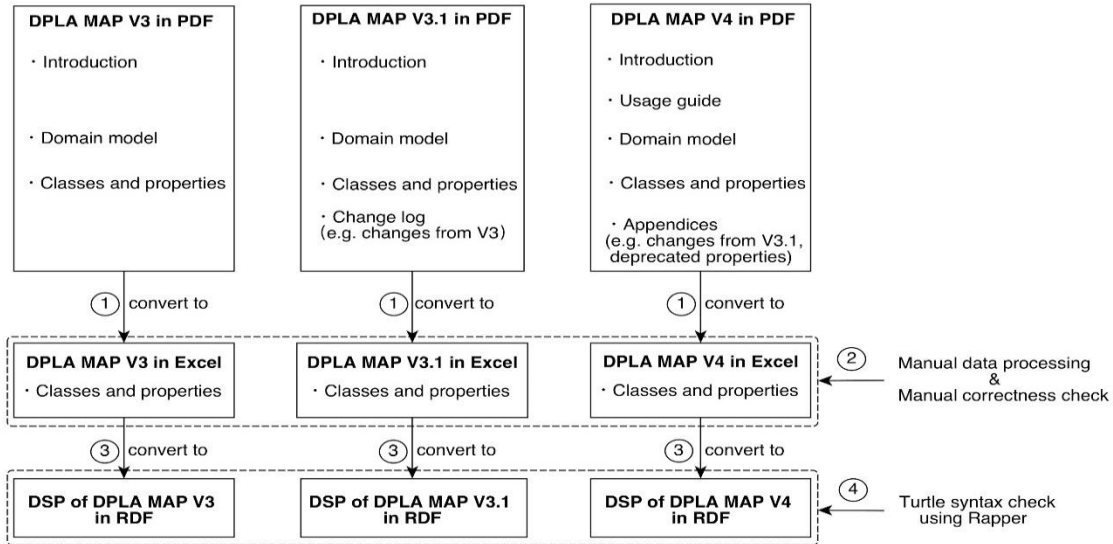 DPLA MAP V3 in PDF
· Introduction
· Domain model
· Classes and properties
DPLA MAP V3.1 in PDF
· Introduction
· Domain model
· Classes and properties
· Change log
(e.g. changes from V3)
DPLA MAP V4 in PDF
· Introduction
· Usage guide
· Domain model
· Classes and properties
· Appendices
(e.g. changes from V3.1,
deprecated properties)
1 convert to
1 convert to
1 convert to
DPLA MAP V3 in Excel
· Classes and properties
DPLA MAP V3.1 in Excel
· Classes and properties
DPLA MAP V4 in Excel
· Classes and properties
2 Manual data processing
&
Manual correctness check
3 convert to
3 convert to
3 convert to
DSP of DPLA MAP V3
in RDF
DSP of DPLA MAP V3.1
in RDF
DSP of DPLA MAP V4
in RDF
4 Turtle syntax check
using Rapper